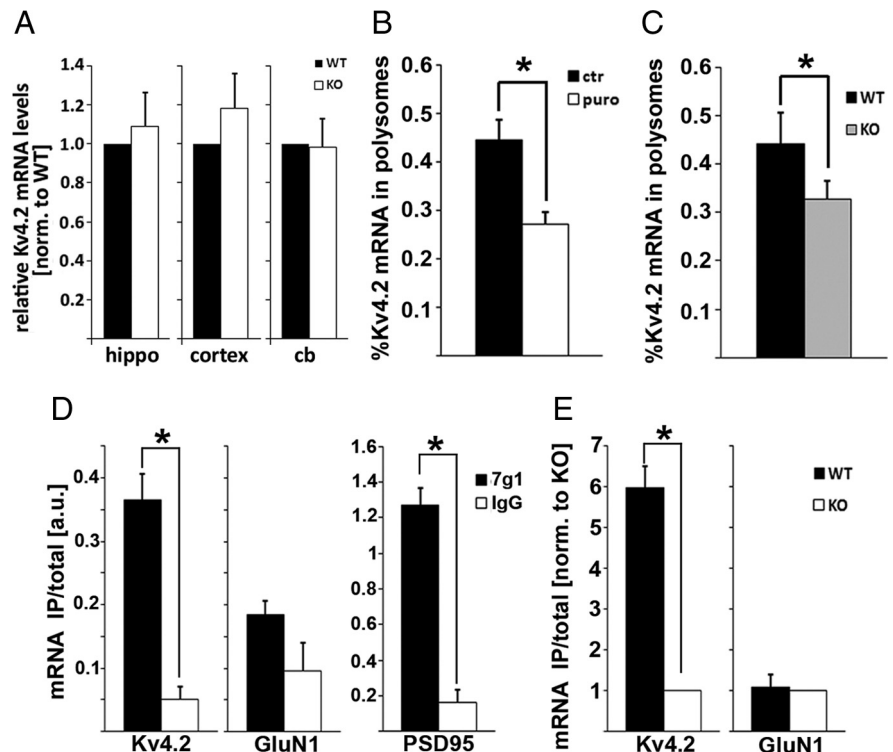 A
relative Kv4.2 mRNA levels
[norm. to WT]
1.4
1.2
1.0
0.8
0.6
0.4
0.2
WT
KO
hippo
cortex
cb
B
%Kv4.2 mRNA in polysomes
0.6
0.5
0.4
0.3
0.2
0.1
*
ctr
puro
C
%Kv4.2 mRNA in polysomes
0.6
0.5
0.4
0.3
0.2
0.1
*
WT
KO
D
mRNA IP/total [a.u.]
0.4
0.3
0.2
0.1
*
Kv4.2
GluN1
1.6
1.4
1.2
1
0.8
0.6
0.4
0.2
*
7g1
IgG
PSD95
E
mRNA IP/total [norm. to KO]
7
6
5
4
3
2
1
*
WT
KO
Kv4.2
GluN1